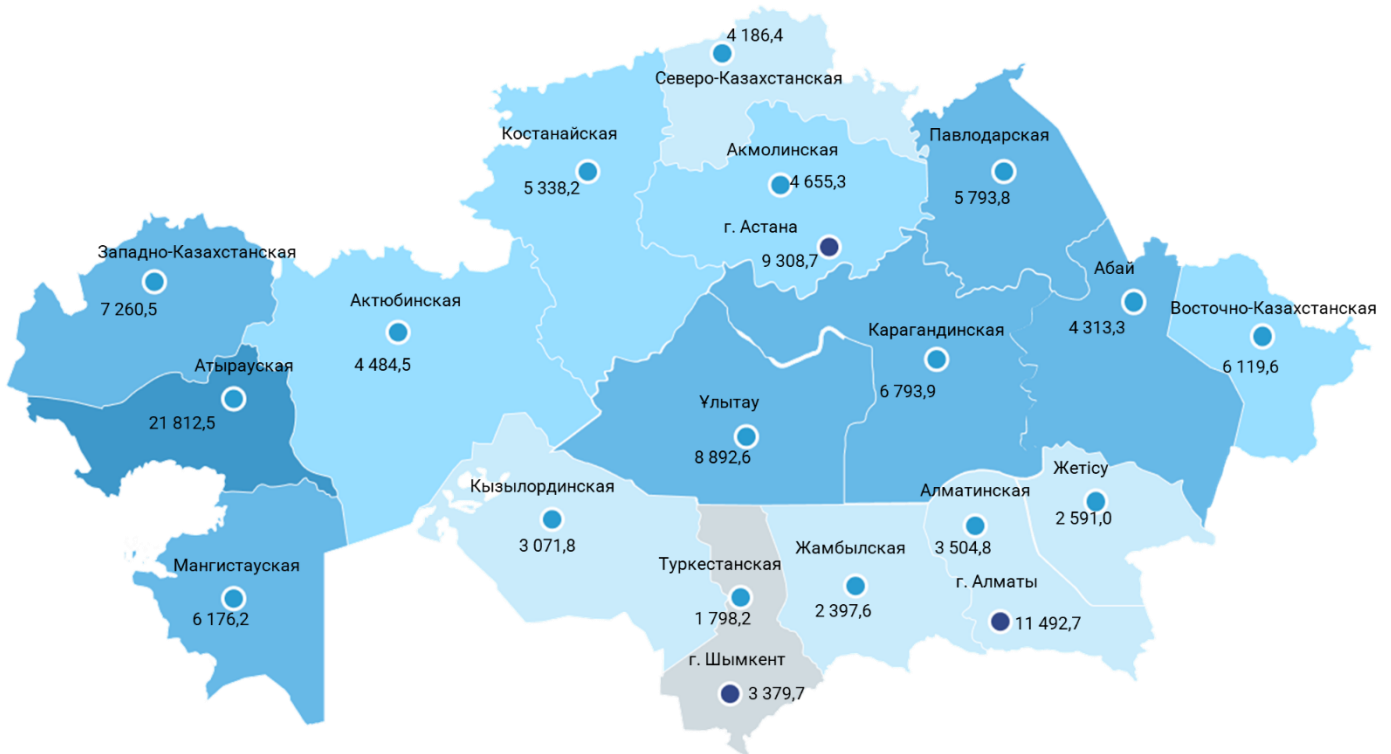 4 186,4
Северо-Казахстанская
Костанайская
5 338,2
Акмолинская
4 655,3
г. Астана
9 308,7
Павлодарская
5 793,8
Западно-Казахстанская
7 260,5
Актюбинская
4 484,5
Атырауская
21 812,5
Абай
4 313,3
Восточно-Казахстанская
6 119,6
Карагандинская
6 793,9
Ұлытау
8 892,6
Кызылординская
3 071,8
Алматинская
3 504,8
Жетісу
2 591,0
Мангистауская
6 176,2
Туркестанская
1 798,2
Жамбылская
2 397,6
г. Алматы
11 492,7
г. Шымкент
3 379,7